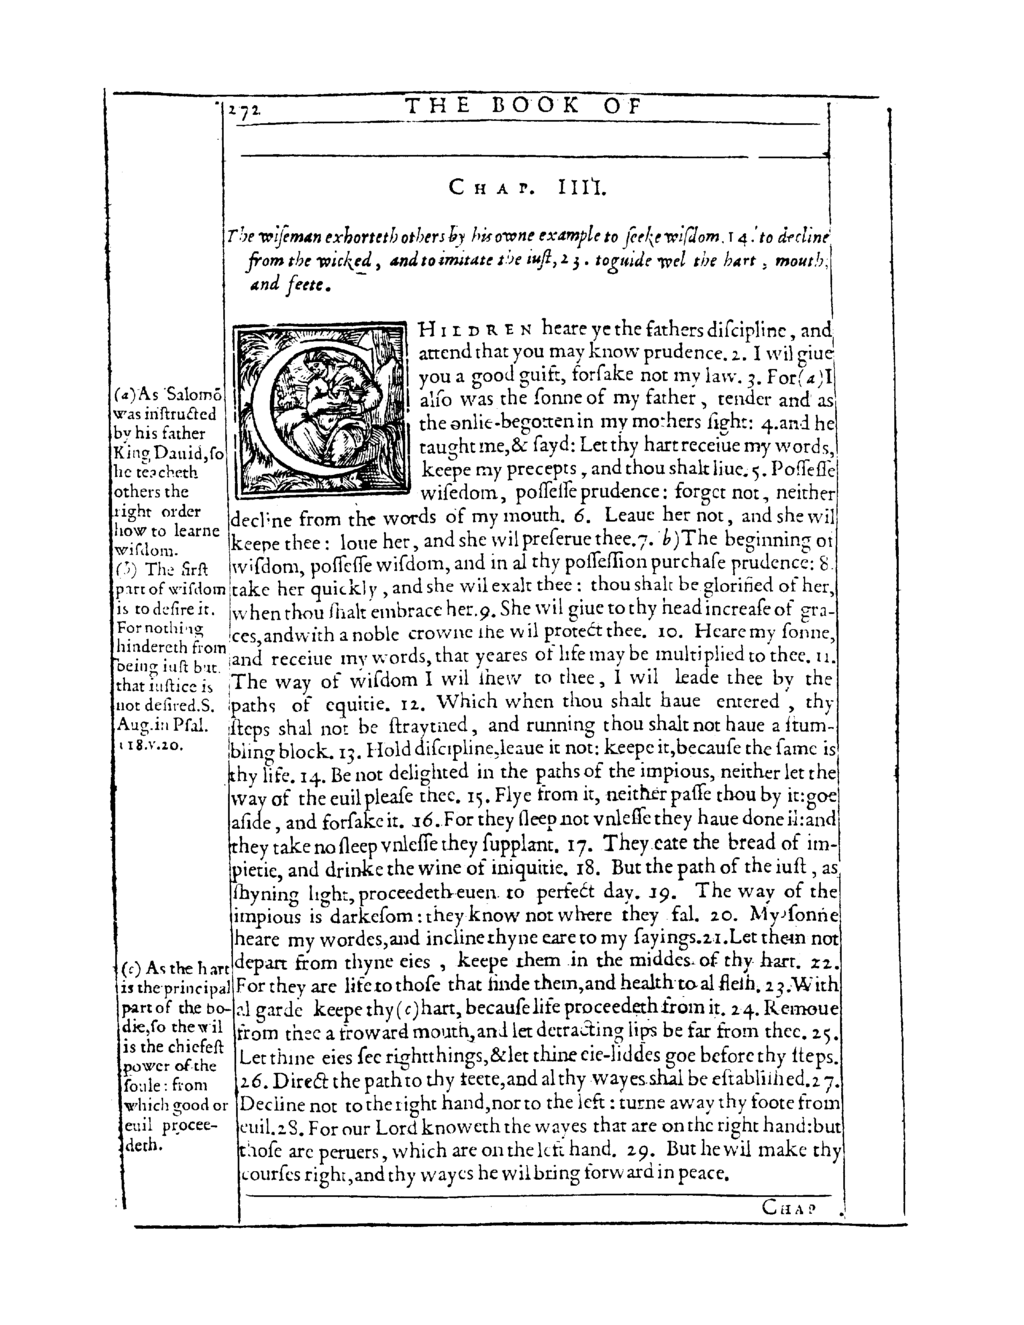 272
THE BOOK OF
CHAP. IIII.
The wiseman exhorteth others by his owne example to seeke wisdom. 14. to decline
from the wicked, and to imitate the iust, 23. to guide wel the hart, mouth,
and feete.
CHILDREN heare ye the fathers discipline, and
attend that you may know prudence. 2. I wil giue
you a good guift, forsake not my law. 3. For (a) I
also was the sonne of my father, tender and as
the onlie-begotten in my mothers sight: 4. and he
taught me, & sayd: Let thy hart receiue my words,
keepe my precepts, and thou shalt liue. 5. Possesse
wisedom, possesse prudence: forget not, neither
decline from the words of my mouth. 6. Leaue her not, and she wil
keepe thee: loue her, and she wil preserue thee. 7. b) The beginning of
wisdom, possesse wisdom, and in al thy possession purchase prudence: 8.
take her quickly, and she wil exalt thee: thou shalt be glorified of her,
when thou shalt embrace her. 9. She wil giue to thy head increase of gra-
ces, and with a noble crowne she wil protect thee. 10. Heare my sonne,
and receiue my words, that yeares of life may be multiplied to thee. 11.
The way of wisdom I wil shew to thee, I wil leade thee by the
paths of equitie. 12. Which when thou shalt haue entered, thy
steps shal not be straytned, and running thou shalt not haue a stum-
bling block. 13. Hold discipline, leaue it not: keepe it, because the same is
thy life. 14. Be not delighted in the paths of the impious, neither let the
way of the euil please thee. 15. Flye from it, neither passe thou by it: goe
aside, and forsake it. 16. For they sleep not vnlesse they haue done il: and
they take no sleep vnlesse they supplant. 17. They eate the bread of im-
pietie, and drinke the wine of iniquitie. 18. But the path of the iust, as
shyning light, proceedeth euen to perfect day. 19. The way of the
impious is darkesom: they know not where they fal. 20. My sonne
heare my wordes, and incline thyne eare to my sayings. 21. Let them not
depart from thyne eies, keepe them in the middes of thy hart. 22.
For they are life to those that finde them, and health to al flesh. 23. With
al garde keepe thy (c) hart, because life proceedeth from it. 24. Remoue
from thee a froward mouth, and let detracting lips be far from thee. 25.
Let thine eies see right things, & let thine eie-liddes goe before thy steps.
26. Direct the path to thy feete, and al thy wayes shal be established. 27.
Decline not to the right hand, nor to the left: turne away thy foote from
euil. 28. For our Lord knoweth the wayes that are on the right hand: but
those are peruers, which are on the left hand. 29. But he wil make thy
courses right, and thy wayes he wil bring forward in peace.
(a) As Salomō
was instructed
by his father
King Dauid, so
he teacheth
others the
right order
how to learne
wisdom.
(b) The first
part of wisdom
is to desire it.
For nothing
hindereth from
being iust but
that iustice is
not desired. S.
Aug. in Psal.
118. v. 20.
(c) As the hart
is the principal
part of the bo-
die, so the wil
is the chiefest
power of the
soule: from
which good or
euil procee-
deth.
CHAP